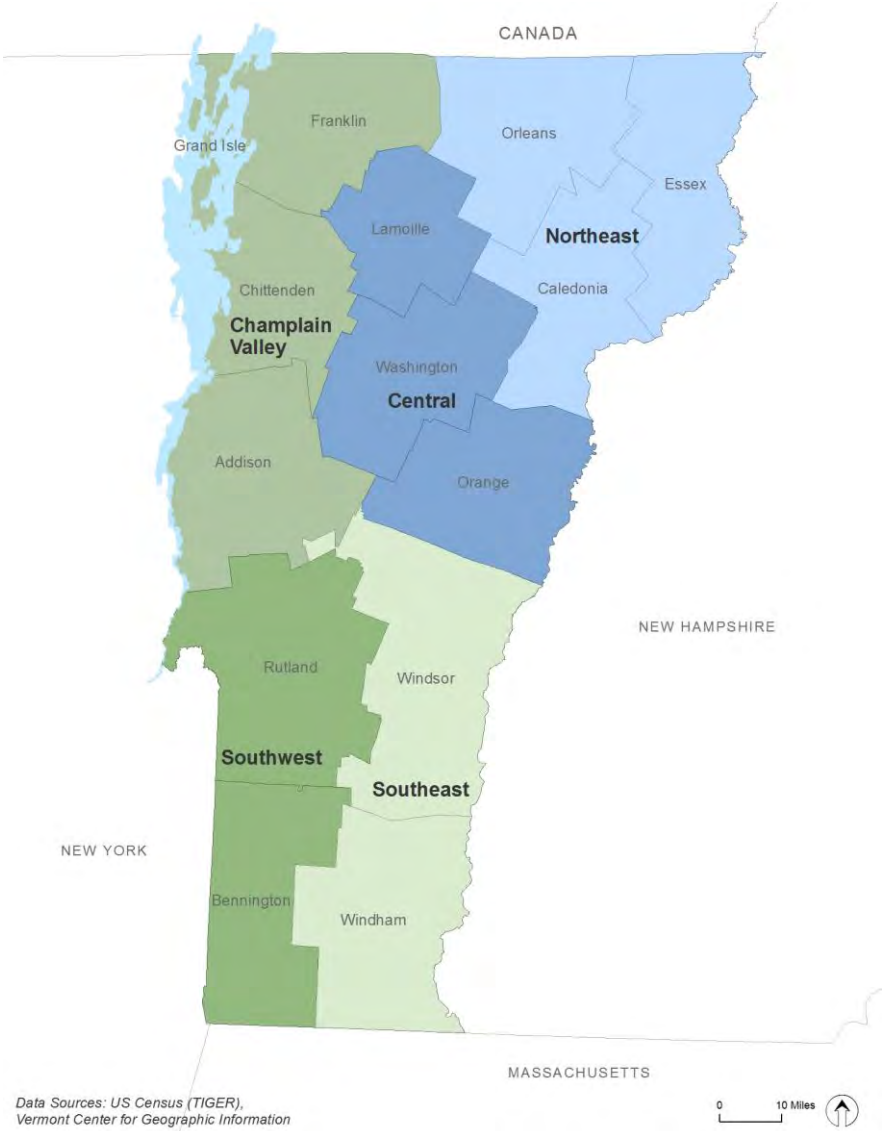 CANADA
Franklin
Orleans
Grand Isle
Essex
Lamoille
Northeast
Chittenden
Caledonia
Champlain
Valley
Washington
Central
Addison
Orange
NEW HAMPSHIRE
Rutland
Windsor
Southwest
Southeast
NEW YORK
Bennington
Windham
MASSACHUSETTS
Data Sources: US Census (TIGER),
Vermont Center for Geographic Information
0 10 Miles